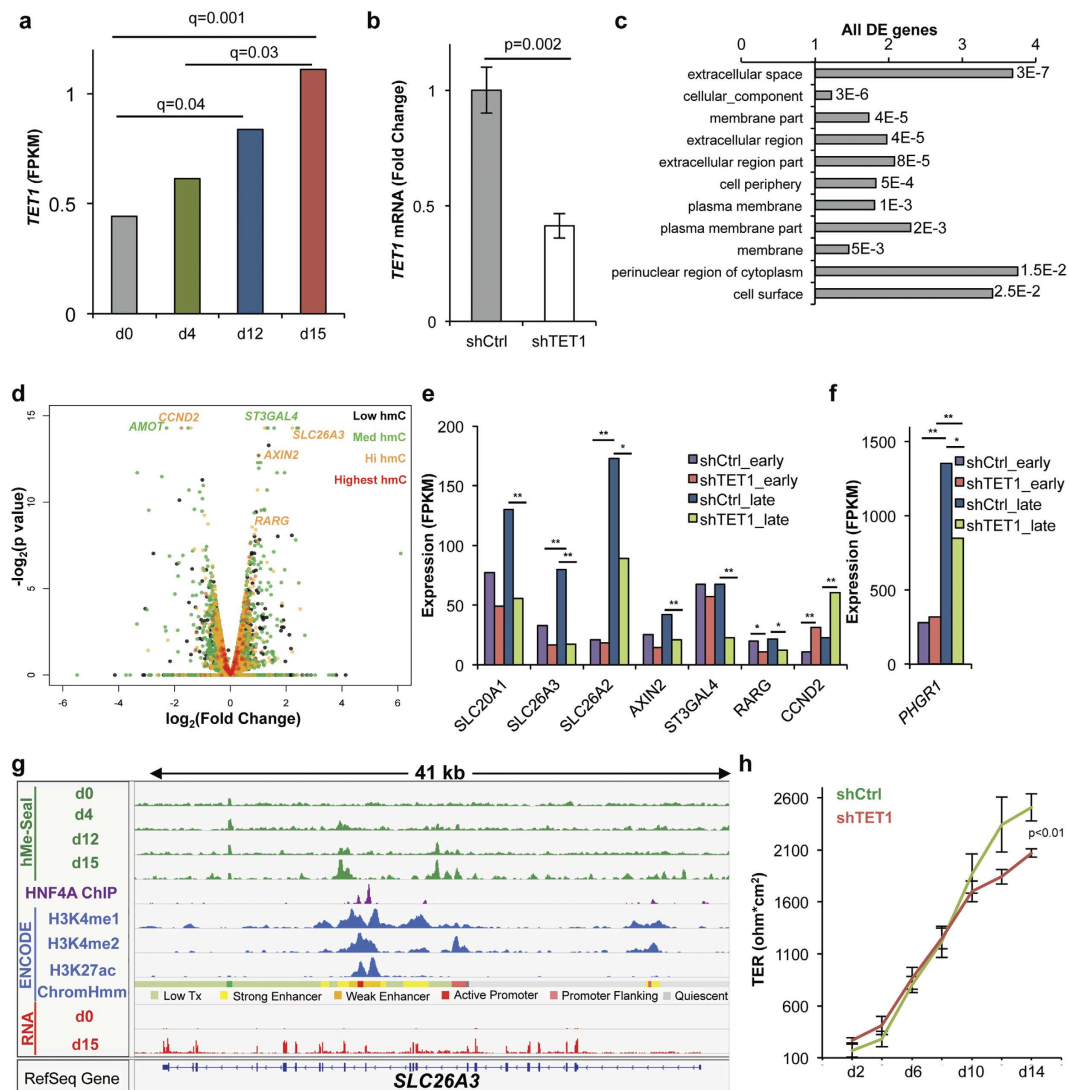 a
q=0.001
q=0.03
q=0.04
TET1 (FPKM)
1
0.5
0
d0 d4 d12 d15
b
p=0.002
TET1 mRNA (Fold Change)
1
0.5
0
shCtrl shTET1
c
All DE genes
0 1 2 3 4
extracellular space 3E-7
cellular_component 3E-6
membrane part 4E-5
extracellular region 4E-5
extracellular region part 8E-5
cell periphery 5E-4
plasma membrane 1E-3
plasma membrane part 2E-3
membrane 5E-3
perinuclear region of cytoplasm 1.5E-2
cell surface 2.5E-2
d
-log2(p value)
15
10
5
0
CCND2
AMOT
ST3GAL4
SLC26A3
AXIN2
RARG
Low hmC
Med hmC
Hi hmC
Highest hmC
-6 -4 -2 0 2 4 6
log2(Fold Change)
e
Expression (FPKM)
200
150
100
50
0
** ** ** ** * ** ** * * ** **
shCtrl_early
shTET1_early
shCtrl_late
shTET1_late
SLC20A1 SLC26A3 SLC26A2 AXIN2 ST3GAL4 RARG CCND2
f
Expression (FPKM)
1500
1000
500
0
**
** *
shCtrl_early
shTET1_early
shCtrl_late
shTET1_late
PHGR1
g
41 kb
hMe-Seal
d0
d4
d12
d15
HNF4A ChIP
ENCODE
H3K4me1
H3K4me2
H3K27ac
ChromHmm
Low Tx Strong Enhancer Weak Enhancer Active Promoter Promoter Flanking Quiescent
RNA
d0
d15
RefSeq Gene
SLC26A3
h
shCtrl
shTET1
p<0.01
TER (ohm*cm2)
2600
2100
1600
1100
600
100
d2 d6 d10 d14